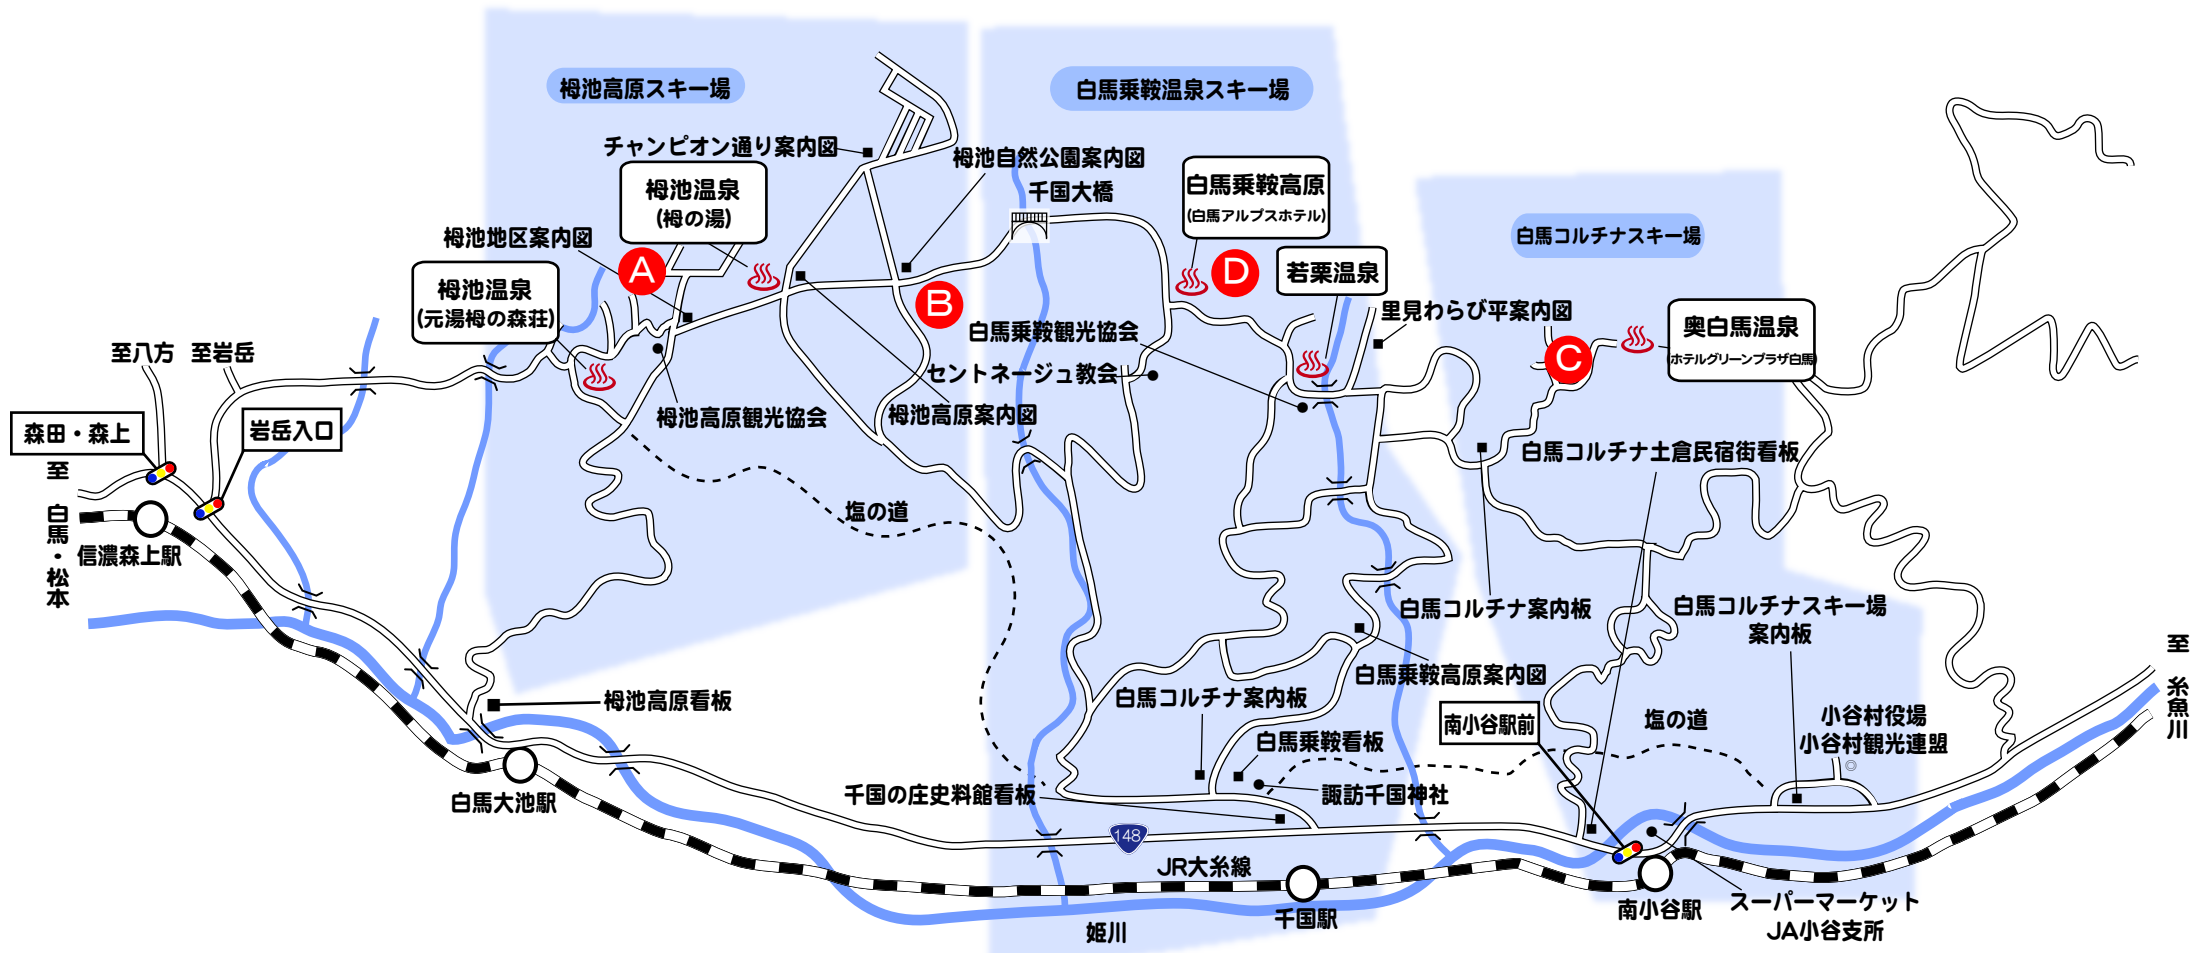 栂池高原スキー場
白馬乗鞍温泉スキー場
チャンピオン通り案内図
栂池自然公園案内図
栂池温泉
(栂の湯)
千国大橋
白馬乗鞍高原
(白馬アルプスホテル)
白馬コルチナスキー場
栂池地区案内図
A
D
若栗温泉
栂池温泉
(元湯栂の森荘)
B
里見わらび平案内図
白馬乗鞍観光協会
奥白馬温泉
(ホテルグリーンプラザ白馬)
C
至八方
至岩岳
セントネージュ教会
栂池高原観光協会
栂池高原案内図
森田・森上
岩岳入口
白馬コルチナ土倉民宿街看板
至 白馬・松本
塩の道
信濃森上駅
白馬コルチナ案内板
白馬コルチナスキー場
案内板
白馬乗鞍高原案内図
至 糸魚川
栂池高原看板
白馬コルチナ案内板
南小谷駅前
塩の道
小谷村役場
小谷村観光連盟
白馬乗鞍看板
白馬大池駅
千国の庄史料館看板
諏訪千国神社
148
JR大糸線
千国駅
南小谷駅
スーパーマーケット
JA小谷支所
姫川